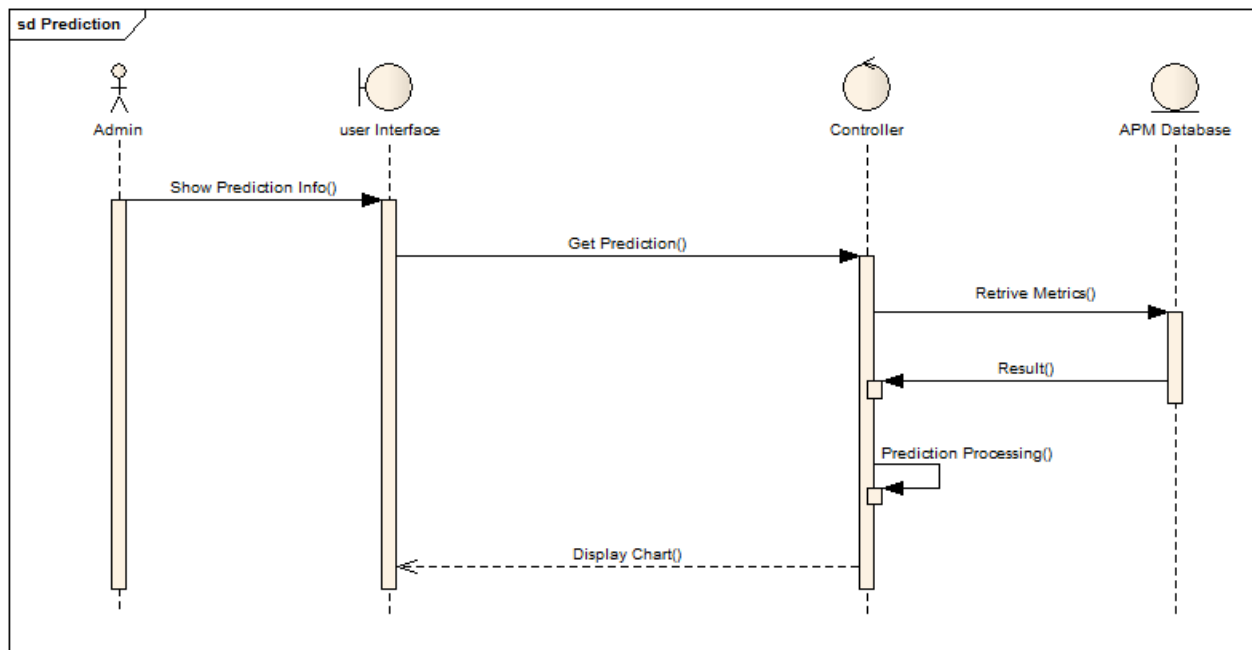 sd Prediction
Admin
user Interface
Controller
APM Database
Show Prediction Info()
Get Prediction()
Retrive Metrics()
Result()
Prediction Processing()
Display Chart()